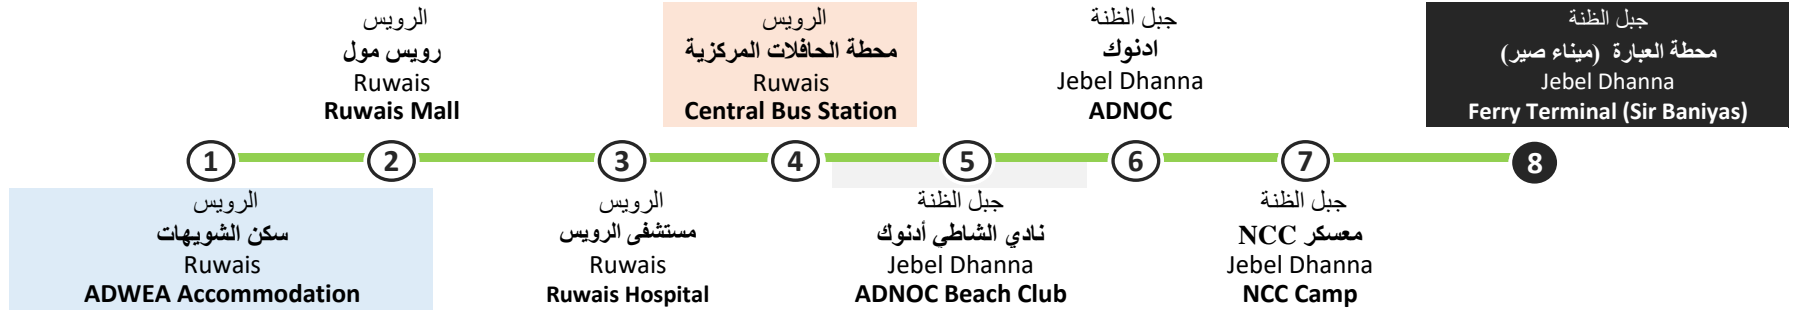 الرويس
رويس مول
Ruwais
Ruwais Mall
الرويس
محطة الحافلات المركزية
Ruwais
Central Bus Station
جبل الظنة
ادنوك
Jebel Dhanna
ADNOC
جبل الظنة
محطة العبارة (ميناء صير)
Jebel Dhanna
Ferry Terminal (Sir Baniyas)
1
2
3
4
5
6
7
8
الرويس
سكن الشويهات
Ruwais
ADWEA Accommodation
الرويس
مستشفى الرويس
Ruwais
Ruwais Hospital
جبل الظنة
نادي الشاطي أدنوك
Jebel Dhanna
ADNOC Beach Club
جبل الظنة
معسكر NCC
Jebel Dhanna
NCC Camp